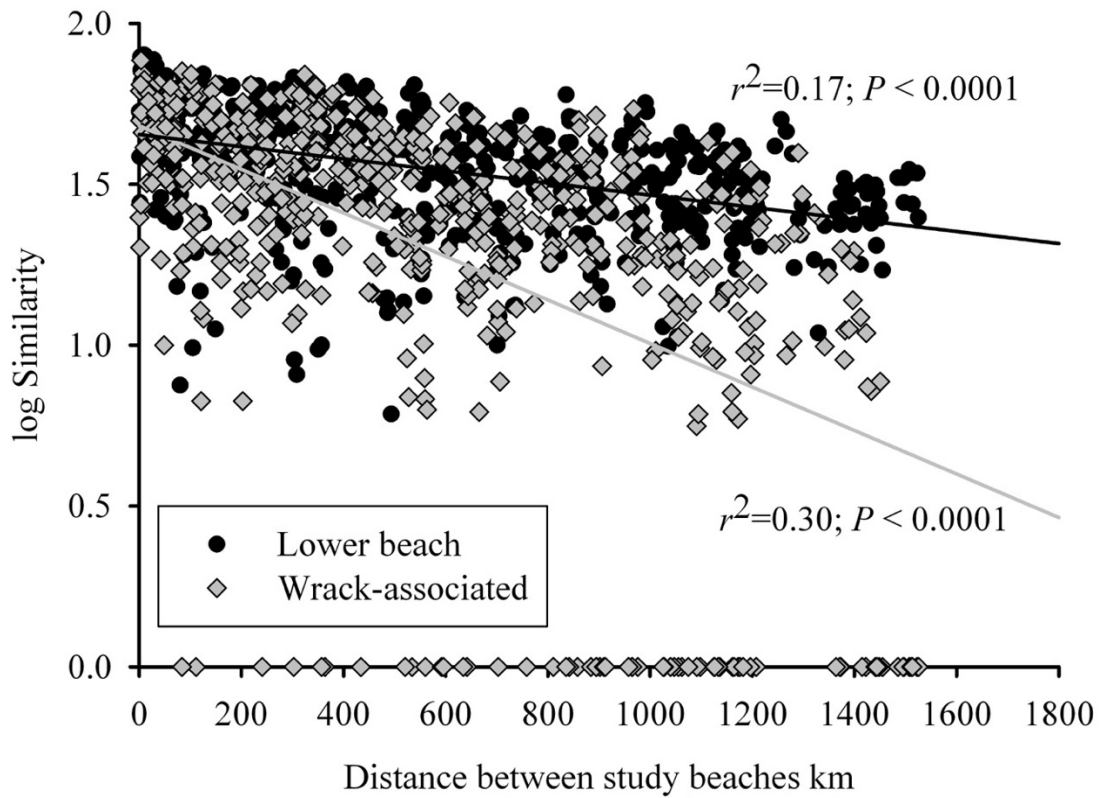 2.0
r2=0.17; P < 0.0001
1.5
log Similarity
1.0
0.5
r2=0.30; P < 0.0001
Lower beach
Wrack-associated
0.0
0 200 400 600 800 1000 1200 1400 1600 1800
Distance between study beaches km